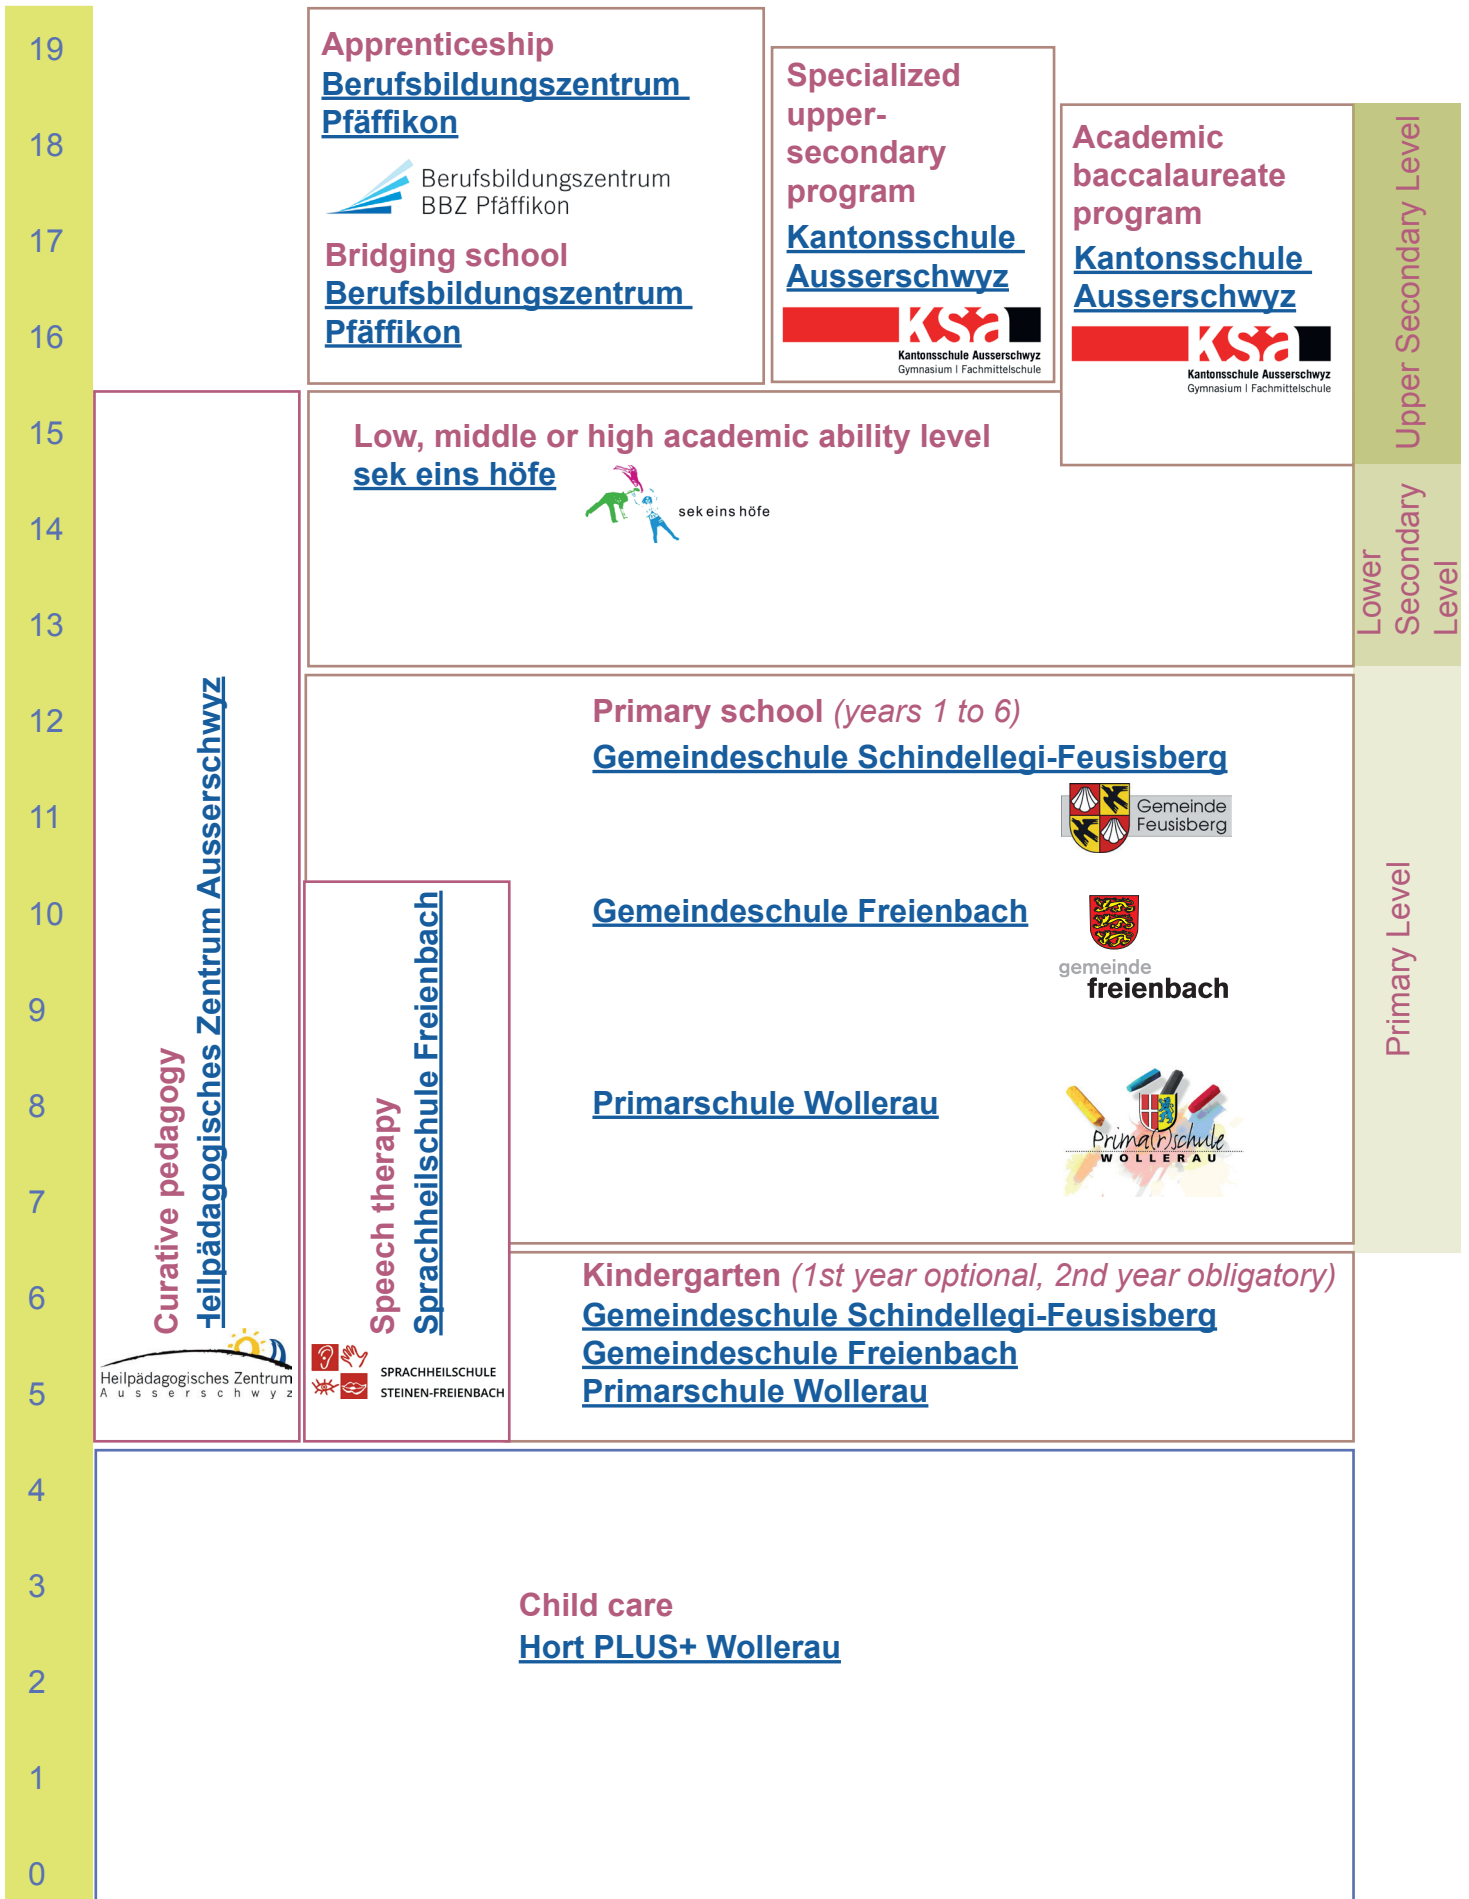 19
18
17
16
15
14
13
12
11
10
9
8
7
6
5
4
3
2
1
0
Apprenticeship
Berufsbildungszentrum
Pfäffikon
Berufsbildungszentrum
BBZ Pfäffikon
Bridging school
Berufsbildungszentrum
Pfäffikon
Specialized
upper-
secondary
program
Kantonsschule
Ausserschwyz
ksa
Kantonsschule Ausserschwyz
Gymnasium I Fachmittelschule
Academic
baccalaureate
program
Kantonsschule
Ausserschwyz
ksa
Kantonsschule Ausserschwyz
Gymnasium I Fachmittelschule
Upper Secondary Level
Low, middle or high academic ability level
sek eins höfe
sek eins höfe
Lower
Secondary
Level
Primary school (years 1 to 6)
Gemeindeschule Schindellegi-Feusisberg
Gemeinde
Feusisberg
Gemeindeschule Freienbach
gemeinde
freienbach
Primarschule Wollerau
Prima(r)schule
WOLLERAU
Primary Level
Curative pedagogy
Heilpädagogisches Zentrum Ausserschwyz
Heilpädagogisches Zentrum
Ausserschwyz
Speech therapy
Sprachheilschule Freienbach
SPRACHHEILSCHULE
STEINEN-FREIENBACH
Kindergarten (1st year optional, 2nd year obligatory)
Gemeindeschule Schindellegi-Feusisberg
Gemeindeschule Freienbach
Primarschule Wollerau
Child care
Hort PLUS+ Wollerau